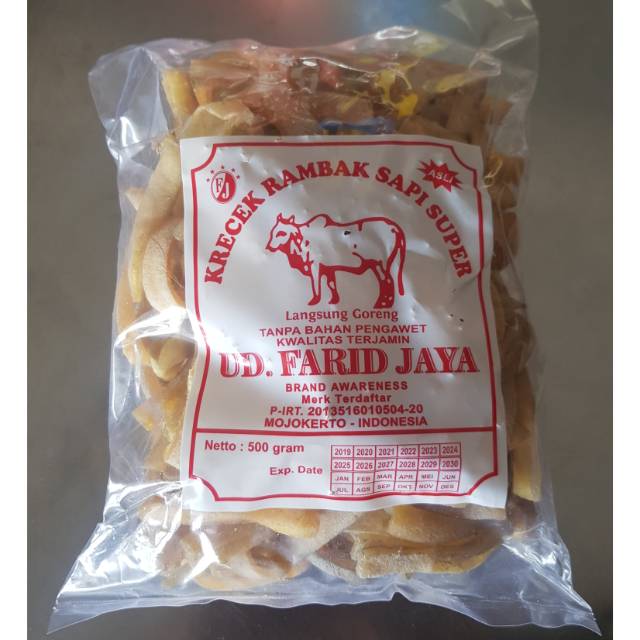 FJ
KRECEK RAMBAK SAPI SUPER
ASLI
Langsung Goreng
TANPA BAHAN PENGAWET
KWALITAS TERJAMIN
UD. FARID JAYA
BRAND AWARENESS
Merk Terdaftar
P-IRT. 2013516010504-20
MOJOKERTO - INDONESIA
Netto : 500 gram
Exp. Date
2019 2020 2021 2022 2023 2024
2025 2026 2027 2028 2029 2030
JAN FEB MAR APR MEI JUN
JUL AGS SEP OKT NOV DES